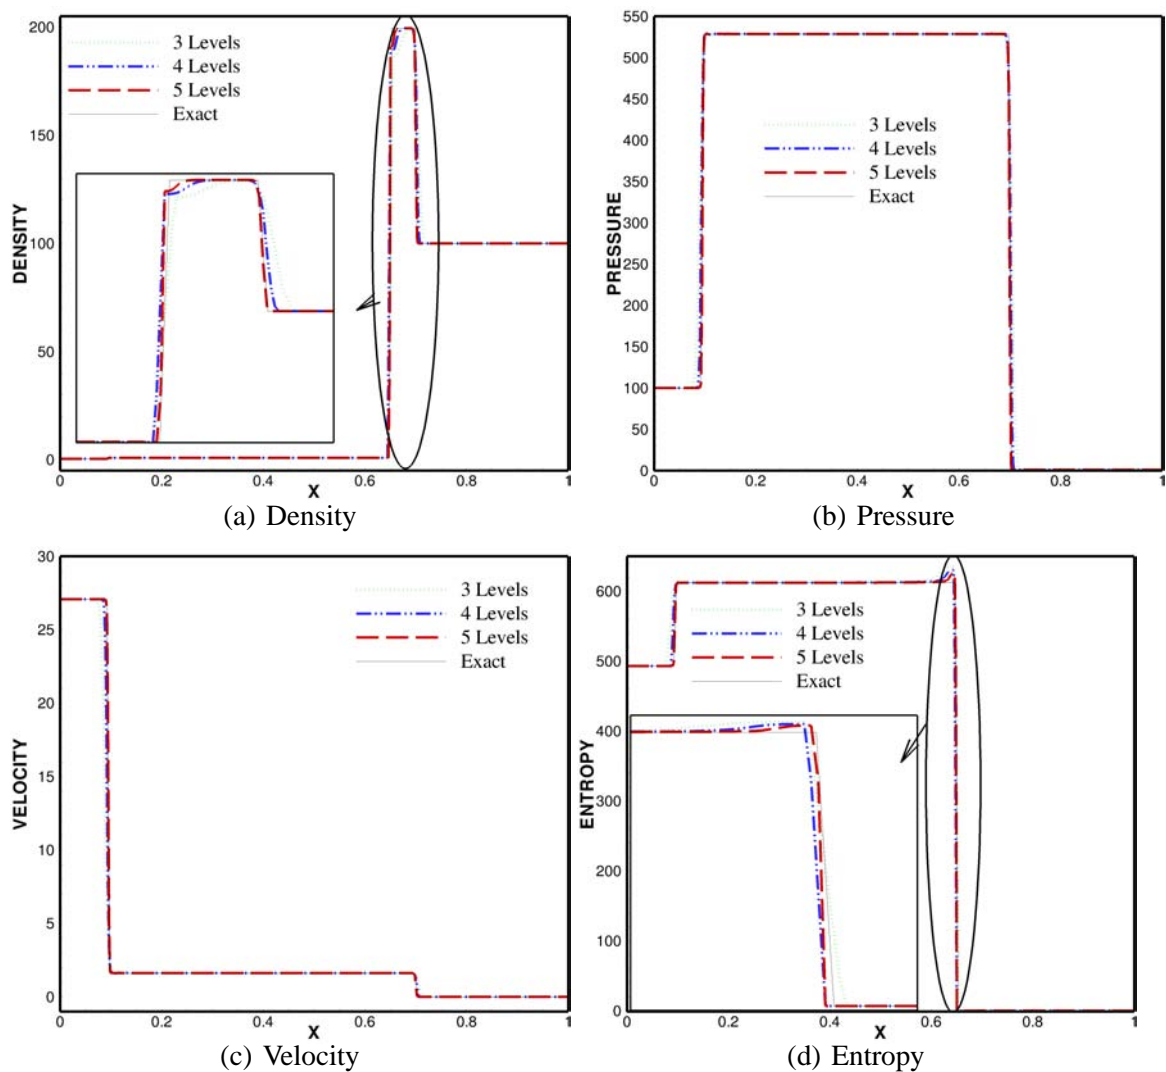 200
150
100
50
0
DENSITY
3 Levels
4 Levels
5 Levels
Exact
0
0.2
0.4
0.6
0.8
1
X
(a) Density
550
500
450
400
350
300
250
200
150
100
50
0
PRESSURE
3 Levels
4 Levels
5 Levels
Exact
0
0.2
0.4
0.6
0.8
1
X
(b) Pressure
30
25
20
15
10
5
0
VELOCITY
3 Levels
4 Levels
5 Levels
Exact
0
0.2
0.4
0.6
0.8
1
X
(c) Velocity
600
500
400
300
200
100
0
ENTROPY
3 Levels
4 Levels
5 Levels
Exact
0
0.2
0.4
0.6
0.8
1
X
(d) Entropy